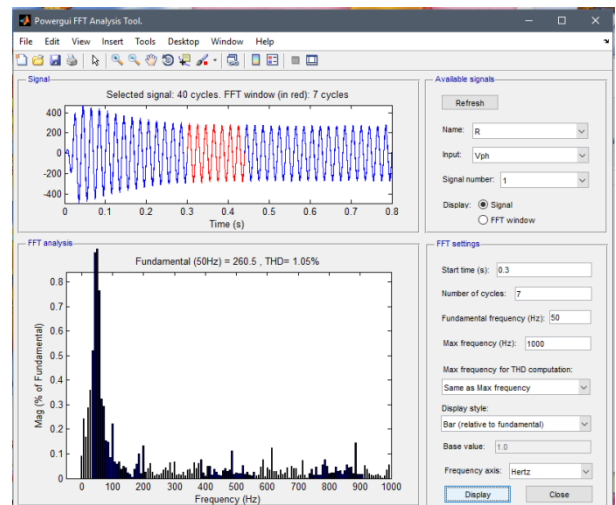 Powergui FFT Analysis Tool.
File Edit View Insert Tools Desktop Window Help
Signal
Selected signal: 40 cycles. FFT window (in red): 7 cycles
400
200
0
-200
-400
0 0.1 0.2 0.3 0.4 0.5 0.6 0.7 0.8
Time (s)
FFT analysis
Fundamental (50Hz) = 260.5 , THD= 1.05%
Mag (% of Fundamental)
0.8
0.7
0.6
0.5
0.4
0.3
0.2
0.1
0
0 100 200 300 400 500 600 700 800 900 1000
Frequency (Hz)
Available signals
Refresh
Name: R
Input: Vph
Signal number: 1
Display: Signal
FFT window
FFT settings
Start time (s): 0.3
Number of cycles: 7
Fundamental frequency (Hz): 50
Max frequency (Hz): 1000
Max frequency for THD computation:
Same as Max frequency
Display style:
Bar (relative to fundamental)
Base value: 1.0
Frequency axis: Hertz
Display Close